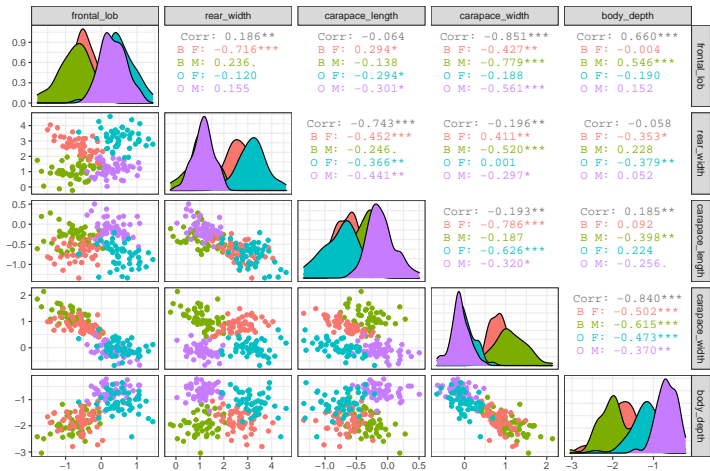 frontal_lob rear_width carapace_length carapace_width body_depth
Corr: 0.186** Corr: -0.064 Corr: -0.851*** Corr: 0.660***
B F: -0.716*** B F: 0.294* B F: -0.427** B F: -0.004
B M: 0.236. B M: -0.138 B M: -0.779*** B M: 0.546***
O F: -0.120 O F: -0.294* O F: -0.188 O F: -0.190
O M: 0.155 O M: -0.301* O M: -0.561*** O M: 0.152
0.9
0.6
0.3
0.0
frontal_lob
Corr: -0.743*** Corr: -0.196** Corr: -0.058
B F: -0.452*** B F: 0.411** B F: -0.353*
B M: -0.246. B M: -0.520*** B M: 0.228
O F: -0.366** O F: 0.001 O F: -0.379**
O M: -0.441** O M: -0.297* O M: 0.052
4
3
2
1
0
rear_width
Corr: -0.193** Corr: 0.185**
B F: -0.786*** B F: 0.092
B M: -0.187 B M: -0.398**
O F: -0.626*** O F: 0.224
O M: -0.320* O M: -0.256.
0.5
0.0
-0.5
-1.0
carapace_length
Corr: -0.840***
B F: -0.502***
B M: -0.615***
O F: -0.473***
O M: -0.370**
2
1
0
carapace_width
-1
-2
-3
body_depth
-1 0 1 0 1 2 3 4 -1.0 -0.5 0.0 0.5 0 1 2 -3 -2 -1